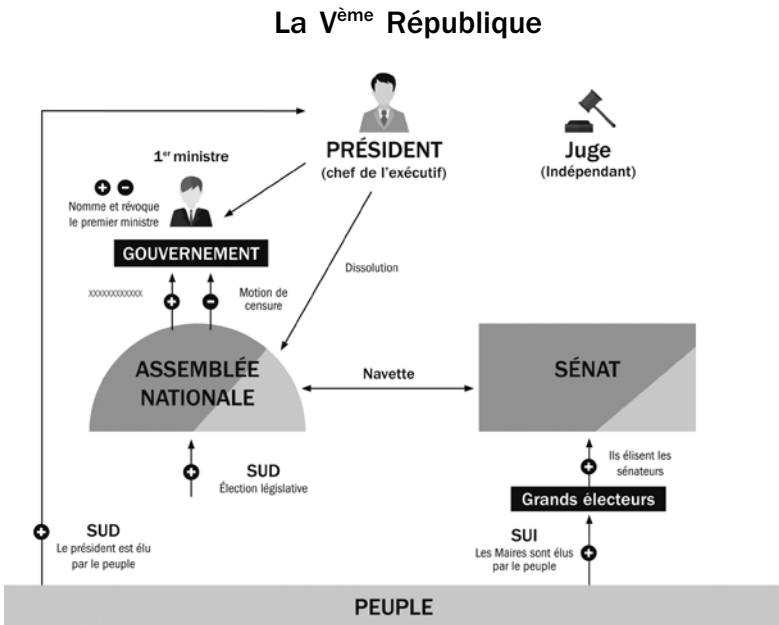 La Vème République
PRÉSIDENT
(chef de l'exécutif)
Juge
(Indépendant)
1er ministre
Nomme et révoque
le premier ministre
GOUVERNEMENT
Dissolution
xxxxxxxxxxxx
Motion de
censure
ASSEMBLÉE
NATIONALE
Navette
SÉNAT
SUD
Élection législative
Ils élisent les
sénateurs
Grands électeurs
SUD
Le président est élu
par le peuple
SUI
Les Maires sont élus
par le peuple
PEUPLE